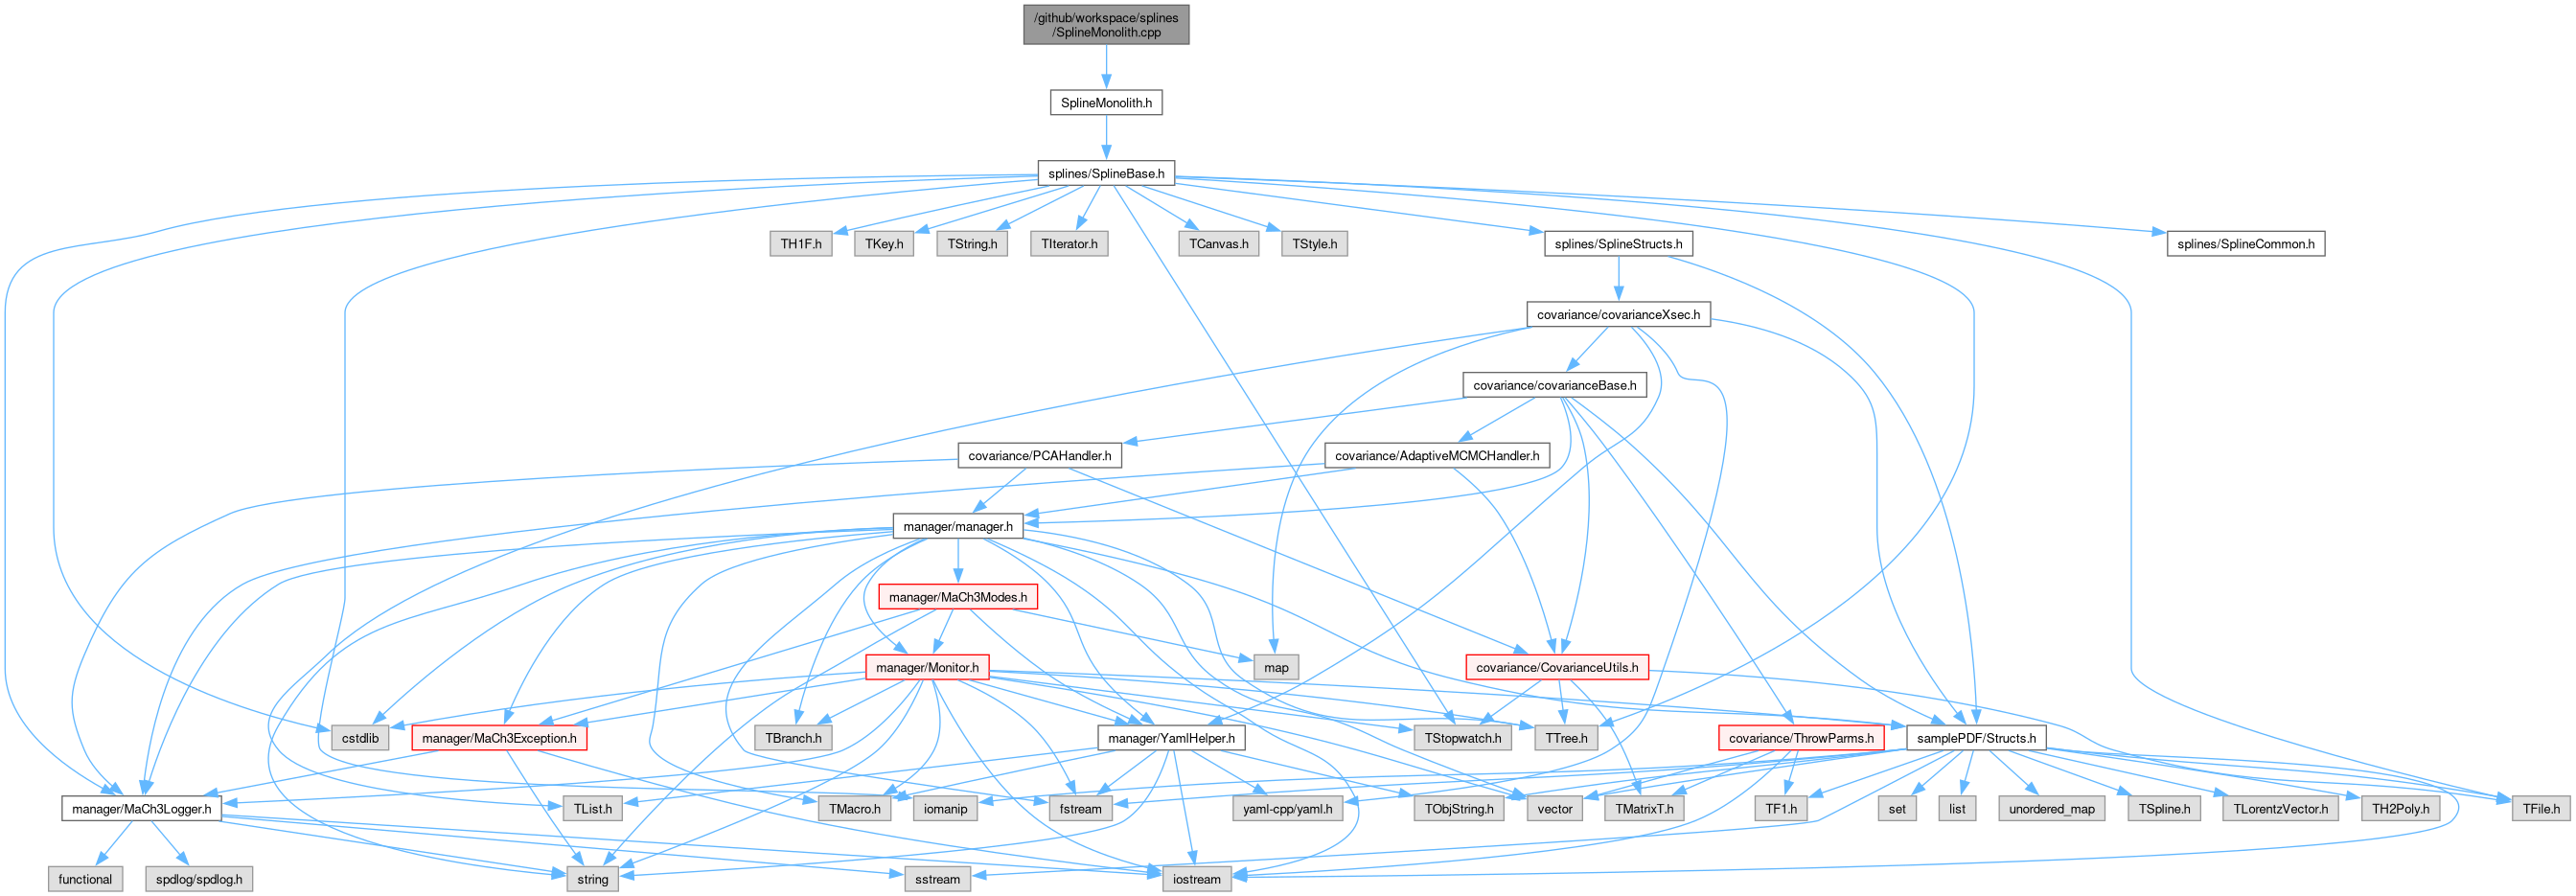 /github/workspace/splines
/SplineMonolith.cpp
SplineMonolith.h
splines/SplineBase.h
TH1F.h
TKey.h
TString.h
TIterator.h
TCanvas.h
TStyle.h
splines/SplineStructs.h
splines/SplineCommon.h
covariance/covarianceXsec.h
covariance/covarianceBase.h
covariance/PCAHandler.h
covariance/AdaptiveMCMCHandler.h
manager/manager.h
manager/MaCh3Modes.h
manager/Monitor.h
map
covariance/CovarianceUtils.h
cstdlib
manager/MaCh3Exception.h
TBranch.h
manager/YamlHelper.h
TStopwatch.h
TTree.h
covariance/ThrowParms.h
samplePDF/Structs.h
manager/MaCh3Logger.h
TList.h
TMacro.h
iomanip
fstream
yaml-cpp/yaml.h
TObjString.h
vector
TMatrixT.h
TF1.h
set
list
unordered_map
TSpline.h
TLorentzVector.h
TH2Poly.h
TFile.h
functional
spdlog/spdlog.h
string
sstream
iostream